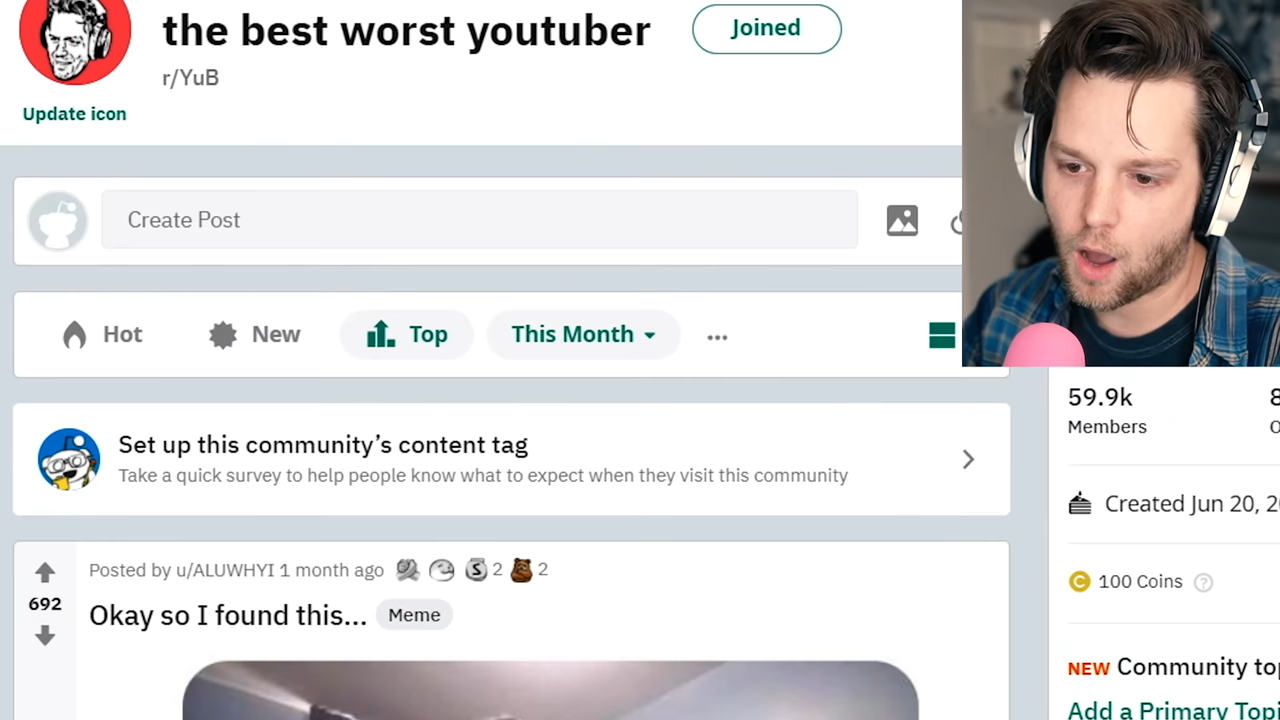 the best worst youtuber
Joined
r/YuB
Update icon
Create Post
Hot
New
Top
This Month
...
59.9k
Members
Set up this community’s content tag
Take a quick survey to help people know what to expect when they visit this community
Created Jun 20, 2
100 Coins
Posted by u/ALUWHYI 1 month ago
S 2
2
692
Okay so I found this...
Meme
NEW Community top
Add a Primary Topi